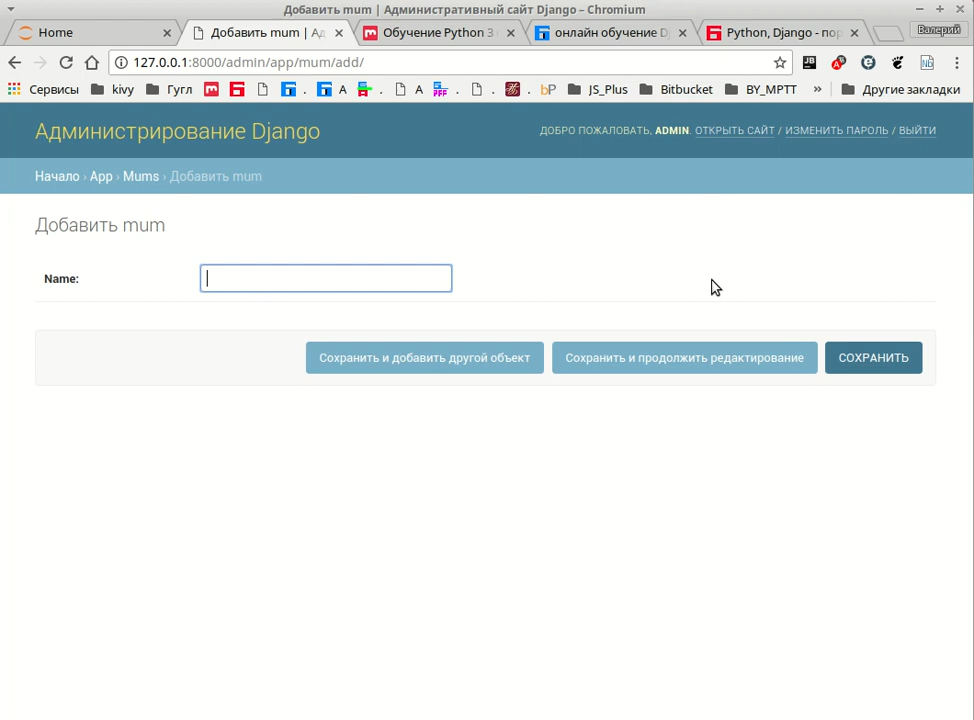 Добавить mum | Административный сайт Django – Chromium
Home
Добавить mum | Ад
Обучение Python 3
онлайн обучение D
Python, Django - пор
Валерий
127.0.0.1:8000/admin/app/mum/add/
Сервисы
kivy
Гугл
.
A
.
A
.
.
bP
JS_Plus
Bitbucket
BY_MPTT
»
Другие закладки
Администрирование Django
ДОБРО ПОЖАЛОВАТЬ, ADMIN. ОТКРЫТЬ САЙТ / ИЗМЕНИТЬ ПАРОЛЬ / ВЫЙТИ
Начало › App › Mums › Добавить mum
Добавить mum
Name:
Сохранить и добавить другой объект
Сохранить и продолжить редактирование
СОХРАНИТЬ